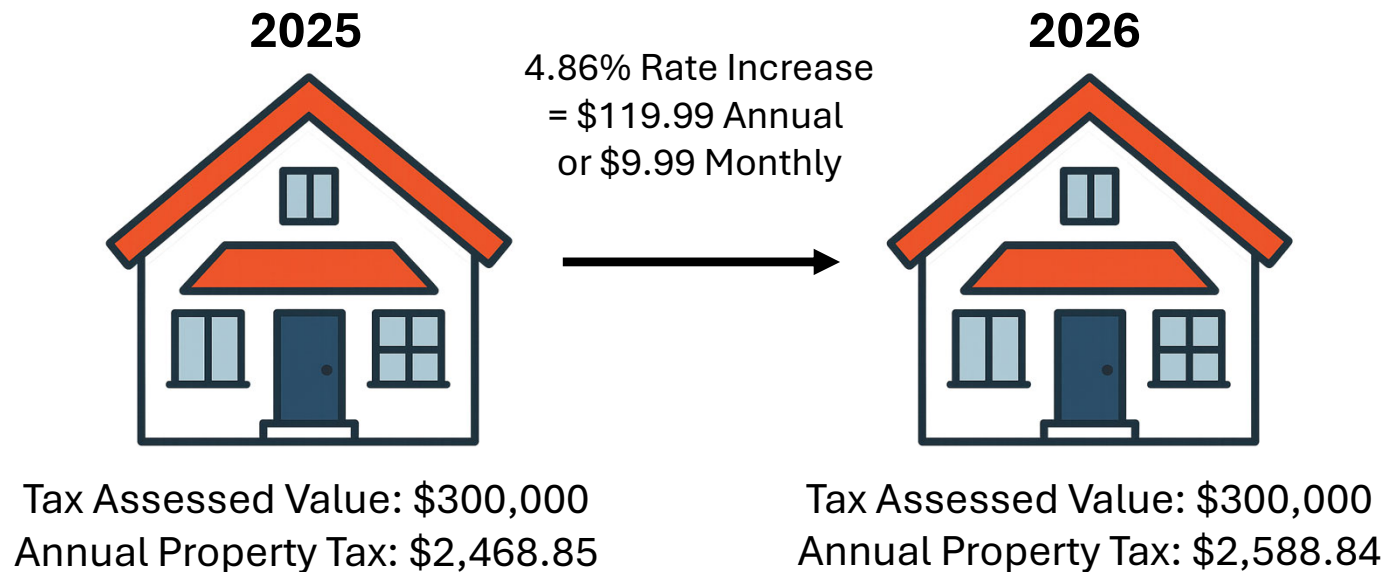 2025
4.86% Rate Increase
= $119.99 Annual
or $9.99 Monthly
2026
Tax Assessed Value: $300,000
Annual Property Tax: $2,468.85
Tax Assessed Value: $300,000
Annual Property Tax: $2,588.84